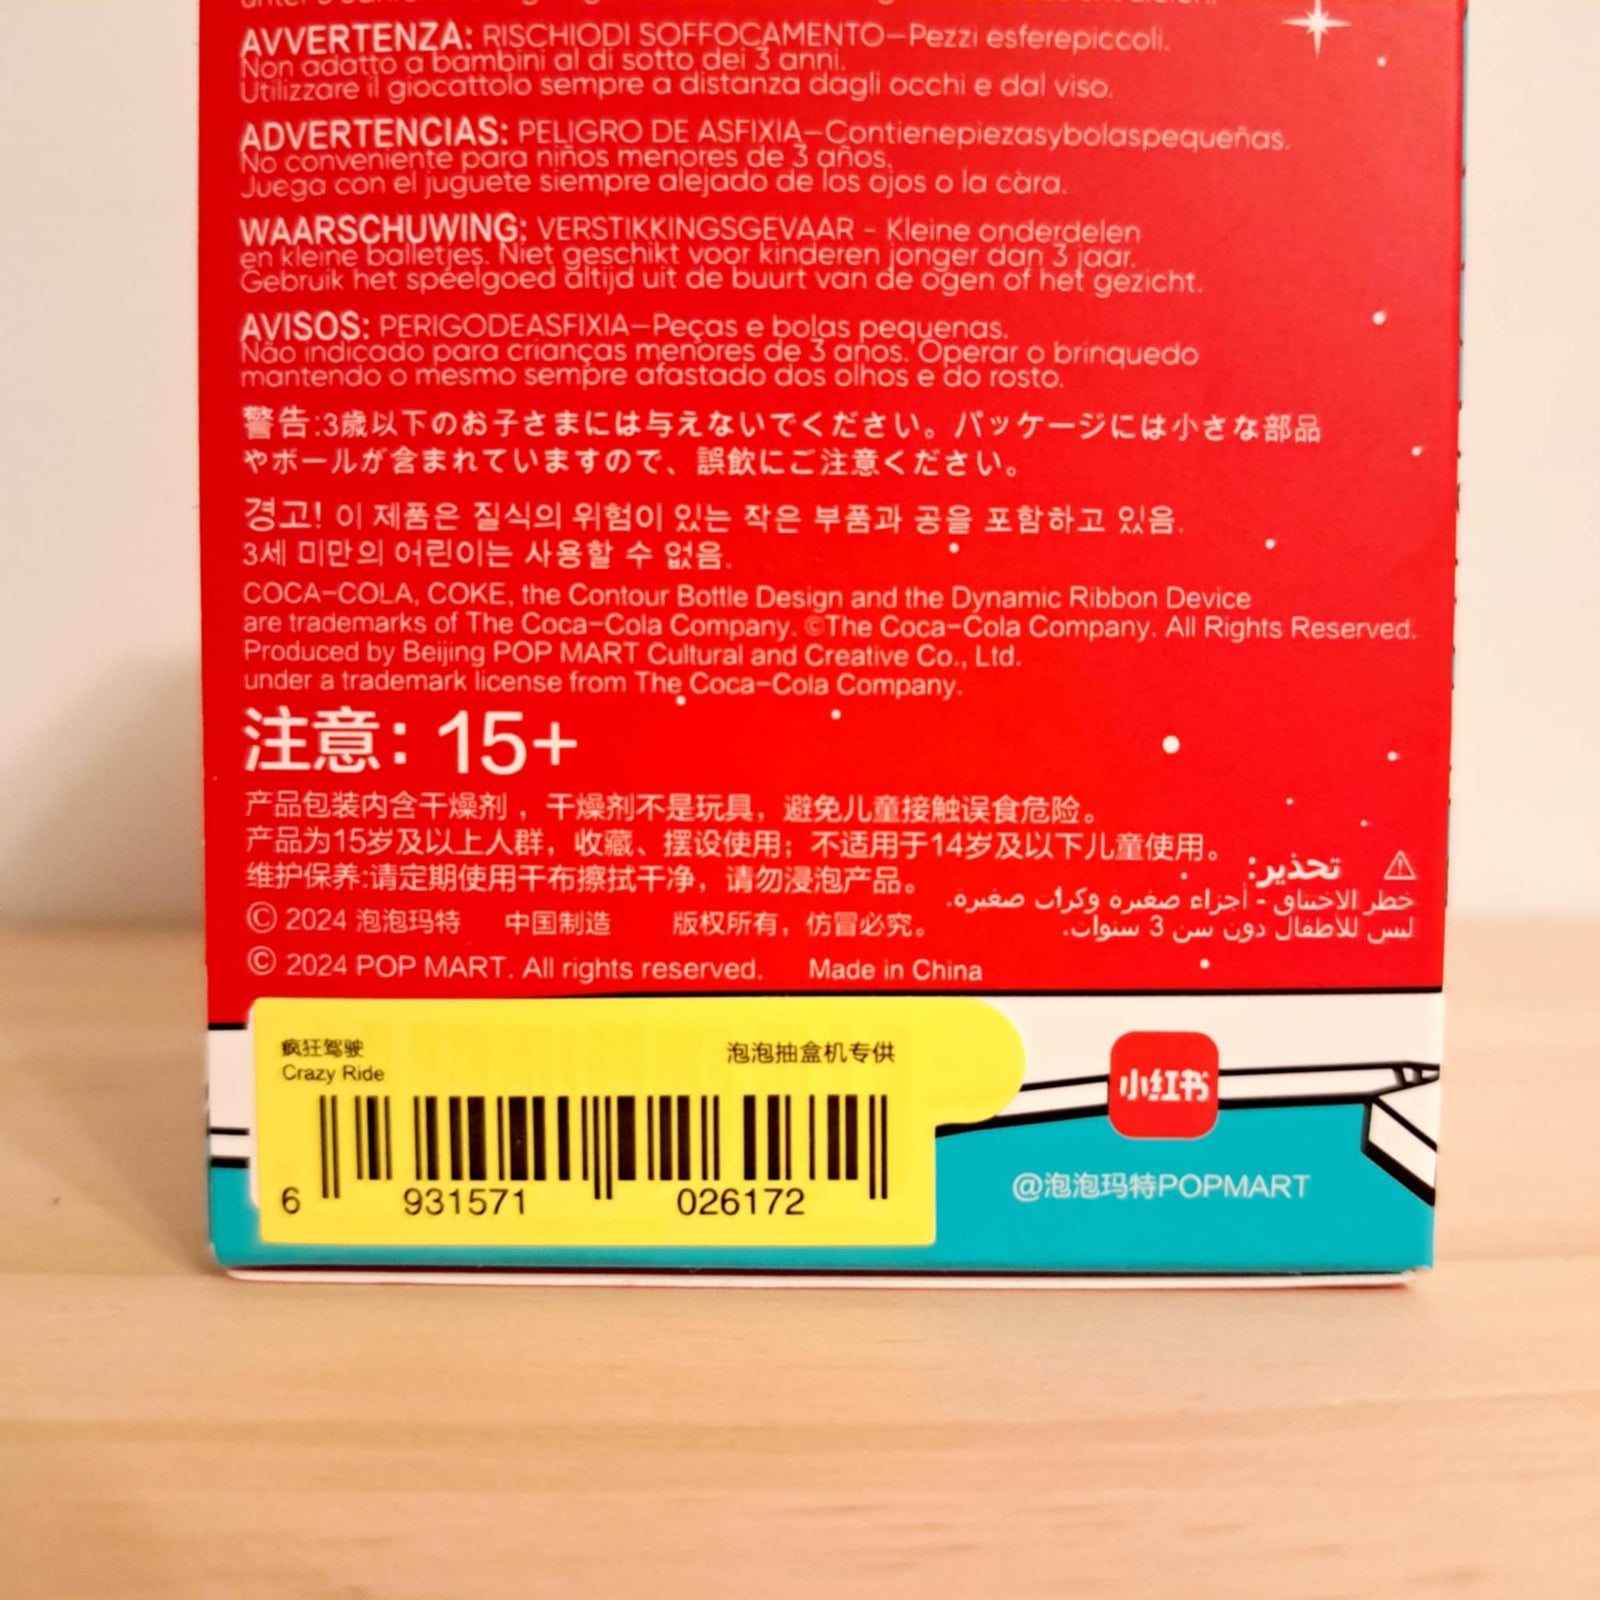 AVVERTENZA: RISCHIODI SOFFOCAMENTO–Pezzi esferepiccoli.
Non adatto a bambini al di sotto dei 3 anni.
Utilizzare il giocattolo sempre a distanza dagli occhi e dal viso.
ADVERTENCIAS: PELIGRO DE ASFIXIA–Contienepiezasybolaspequeñas.
No conveniente para niños menores de 3 años.
Juega con el juguete siempre alejado de los ojos o la càra.
WAARSCHUWING: VERSTIKKINGSGEVAAR - Kleine onderdelen
en kleine balletjes. Niet geschikt voor kinderen jonger dan 3 jaar.
Gebruik het speelgoed altijd uit de buurt van de ogen of het gezicht.
AVISOS: PERIGODEASFIXIA–Peças e bolas pequenas.
Não indicado para crianças menores de 3 anos. Operar o brinquedo
mantendo o mesmo sempre afastado dos olhos e do rosto.
警告:3歳以下のお子さまには与えないでください。パッケージには小さな部品
やボールが含まれていますので、誤飲にご注意ください。
경고! 이 제품은 질식의 위험이 있는 작은 부품과 공을 포함하고 있음.
3세 미만의 어린이는 사용할 수 없음.
COCA-COLA, COKE, the Contour Bottle Design and the Dynamic Ribbon Device
are trademarks of The Coca-Cola Company. ©The Coca-Cola Company. All Rights Reserved.
Produced by Beijing POP MART Cultural and Creative Co., Ltd.
under a trademark license from The Coca-Cola Company.
注意：15+
产品包装内含干燥剂，干燥剂不是玩具，避免儿童接触误食危险。
产品为15岁及以上人群，收藏、摆设使用；不适用于14岁及以下儿童使用。
维护保养:请定期使用干布擦拭干净，请勿浸泡产品。
⚠ تحذير:
خطر الاختناق - أجزاء صغيرة وكرات صغيرة.
ليس للأطفال دون سن 3 سنوات.
© 2024 泡泡玛特 中国制造 版权所有，仿冒必究。
© 2024 POP MART. All rights reserved. Made in China
疯狂驾驶 泡泡抽盒机专供
Crazy Ride
6 931571 026172
小红书
@泡泡玛特POPMART